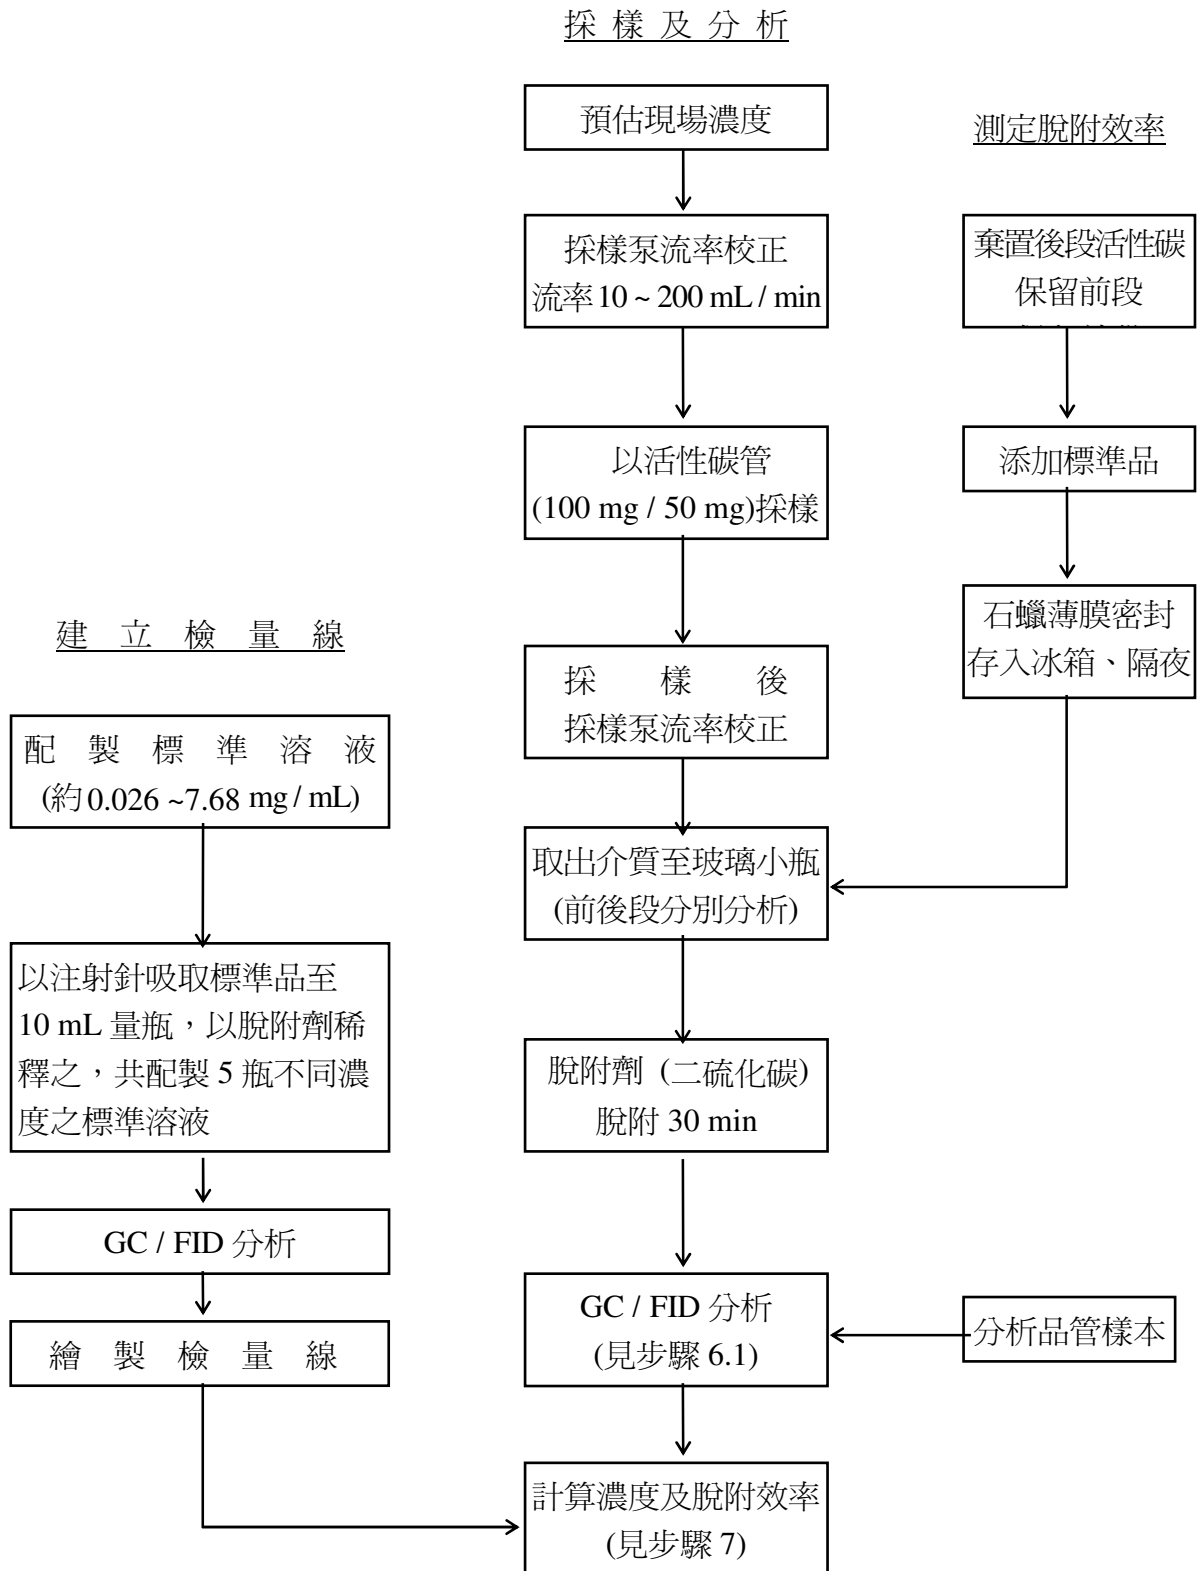 採 樣 及 分 析
預估現場濃度
採樣泵流率校正
流率 10 ~ 200 mL / min
以活性碳管
(100 mg / 50 mg)採樣
採 樣 後
採樣泵流率校正
取出介質至玻璃小瓶
(前後段分別分析)
脫附劑 (二硫化碳)
脫附 30 min
GC / FID 分析
(見步驟 6.1)
計算濃度及脫附效率
(見步驟 7)
測定脫附效率
棄置後段活性碳
保留前段
添加標準品
石蠟薄膜密封
存入冰箱、隔夜
分析品管樣本
建 立 檢 量 線
配 製 標 準 溶 液
(約 0.026 ~7.68 mg / mL)
以注射針吸取標準品至
10 mL 量瓶，以脫附劑稀
釋之，共配製 5 瓶不同濃
度之標準溶液
GC / FID 分析
繪 製 檢 量 線